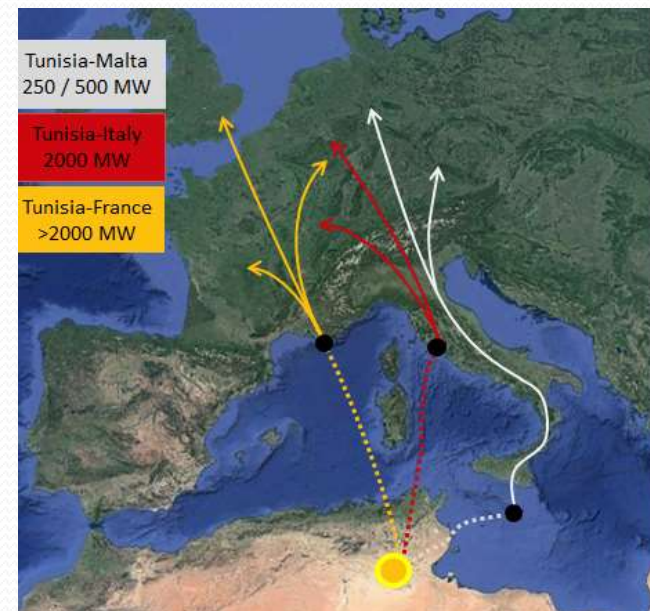 Tunisia-Malta
250 / 500 MW
Tunisia-Italy
2000 MW
Tunisia-France
>2000 MW